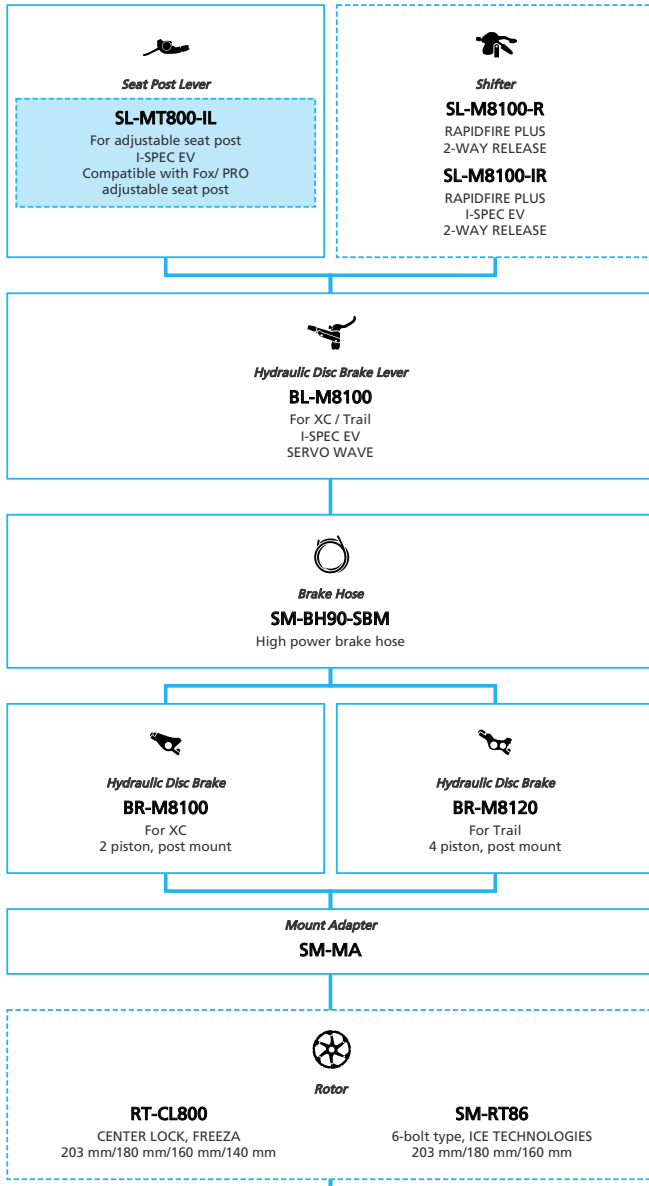 Seat Post Lever
SL-MT800-IL
For adjustable seat post
I-SPEC EV
Compatible with Fox/ PRO
adjustable seat post
Shifter
SL-M8100-R
RAPIDFIRE PLUS
2-WAY RELEASE
SL-M8100-IR
RAPIDFIRE PLUS
I-SPEC EV
2-WAY RELEASE
Hydraulic Disc Brake Lever
BL-M8100
For XC / Trail
I-SPEC EV
SERVO WAVE
Brake Hose
SM-BH90-SBM
High power brake hose
Hydraulic Disc Brake
BR-M8100
For XC
2 piston, post mount
Hydraulic Disc Brake
BR-M8120
For Trail
4 piston, post mount
Mount Adapter
SM-MA
Rotor
RT-CL800
CENTER LOCK, FREEZA
203 mm/180 mm/160 mm/140 mm
SM-RT86
6-bolt type, ICE TECHNOLOGIES
203 mm/180 mm/160 mm